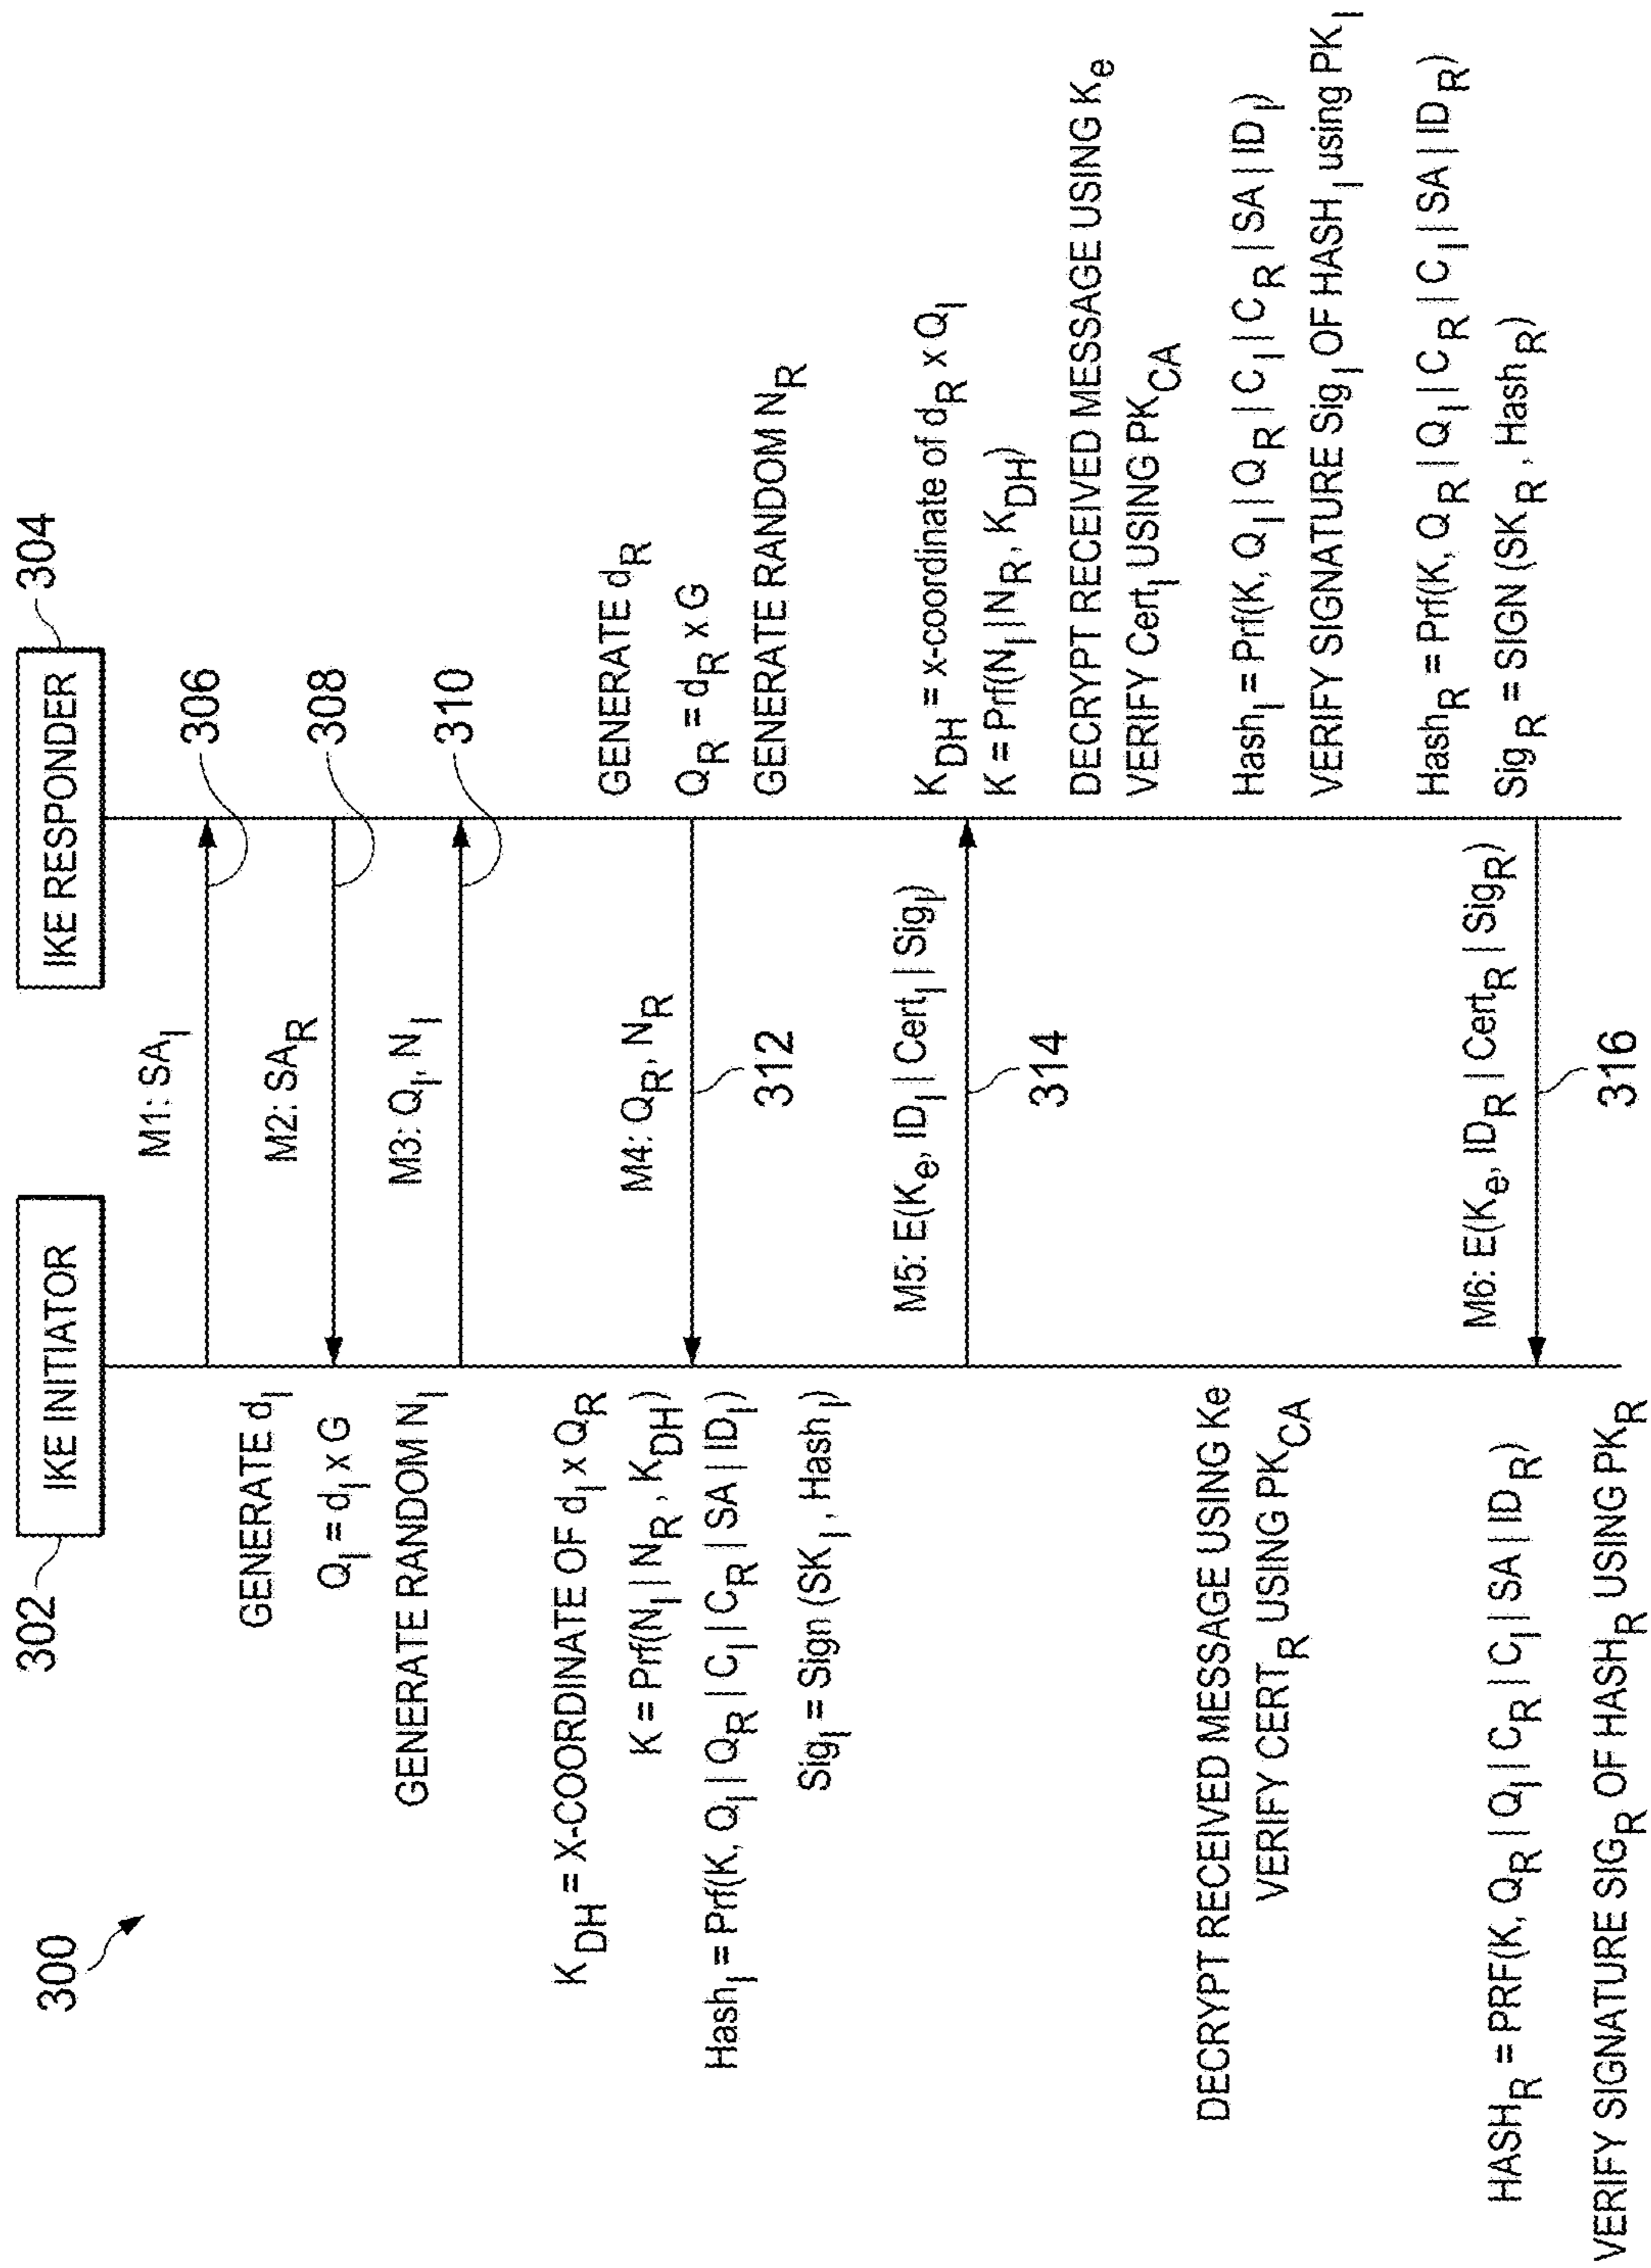 300
302
IKE INITIATOR
IKE RESPONDER
304
M1: SA_I
306
GENERATE d_I
M2: SA_R
308
Q_I = d_I x G
GENERATE RANDOM N_I
M3: Q_I, N_I
310
GENERATE d_R
Q_R = d_R x G
GENERATE RANDOM N_R
M4: Q_R, N_R
312
K_DH = X-COORDINATE OF d_I x Q_R
K = Prf(N_I | N_R, K_DH)
Hash_I = Prf(K, Q_I | Q_R | C_I | C_R | SA | ID_I)
Sig_I = Sign (SK_I, Hash_I)
M5: E(K_e, ID_I | Cert_I | Sig_I)
314
K_DH = x-coordinate of d_R x Q_I
K = Prf(N_I | N_R, K_DH)
DECRYPT RECEIVED MESSAGE USING K_e
VERIFY Cert_I USING PK_CA
Hash_I = Prf(K, Q_I | Q_R | C_I | C_R | SA | ID_I)
VERIFY SIGNATURE Sig_I OF HASH_I using PK_I
Hash_R = Prf(K, Q_R | Q_I | C_R | C_I | SA | ID_R)
Sig_R = SIGN (SK_R, Hash_R)
M6: E(K_e, ID_R | Cert_R | Sig_R)
316
DECRYPT RECEIVED MESSAGE USING Ke
VERIFY CERT_R USING PK_CA
HASH_R = PRF(K, Q_R | Q_I | C_R | C_I | SA | ID_R)
VERIFY SIGNATURE SIG_R OF HASH_R USING PK_R